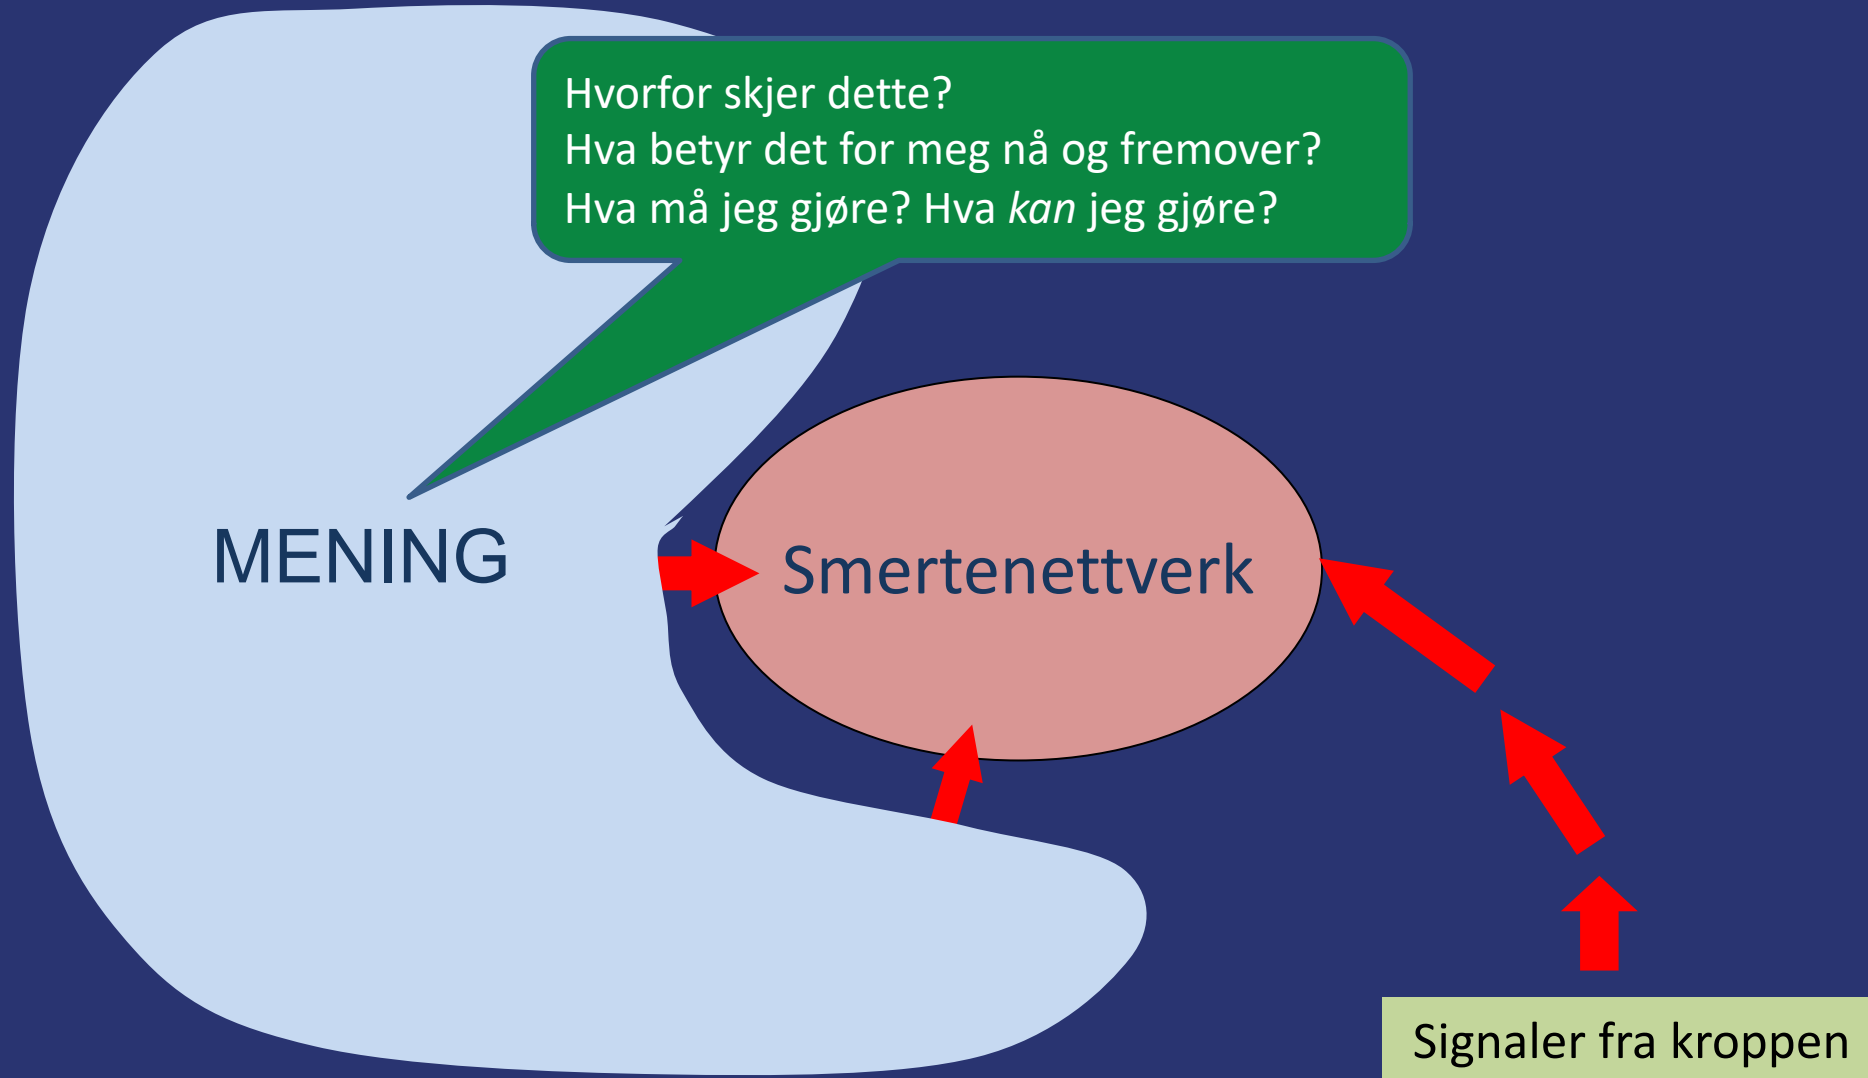 Hvorfor skjer dette?
Hva betyr det for meg nå og fremover?
Hva må jeg gjøre? Hva kan jeg gjøre?
MENING
Smertenettverk
Signaler fra kroppen